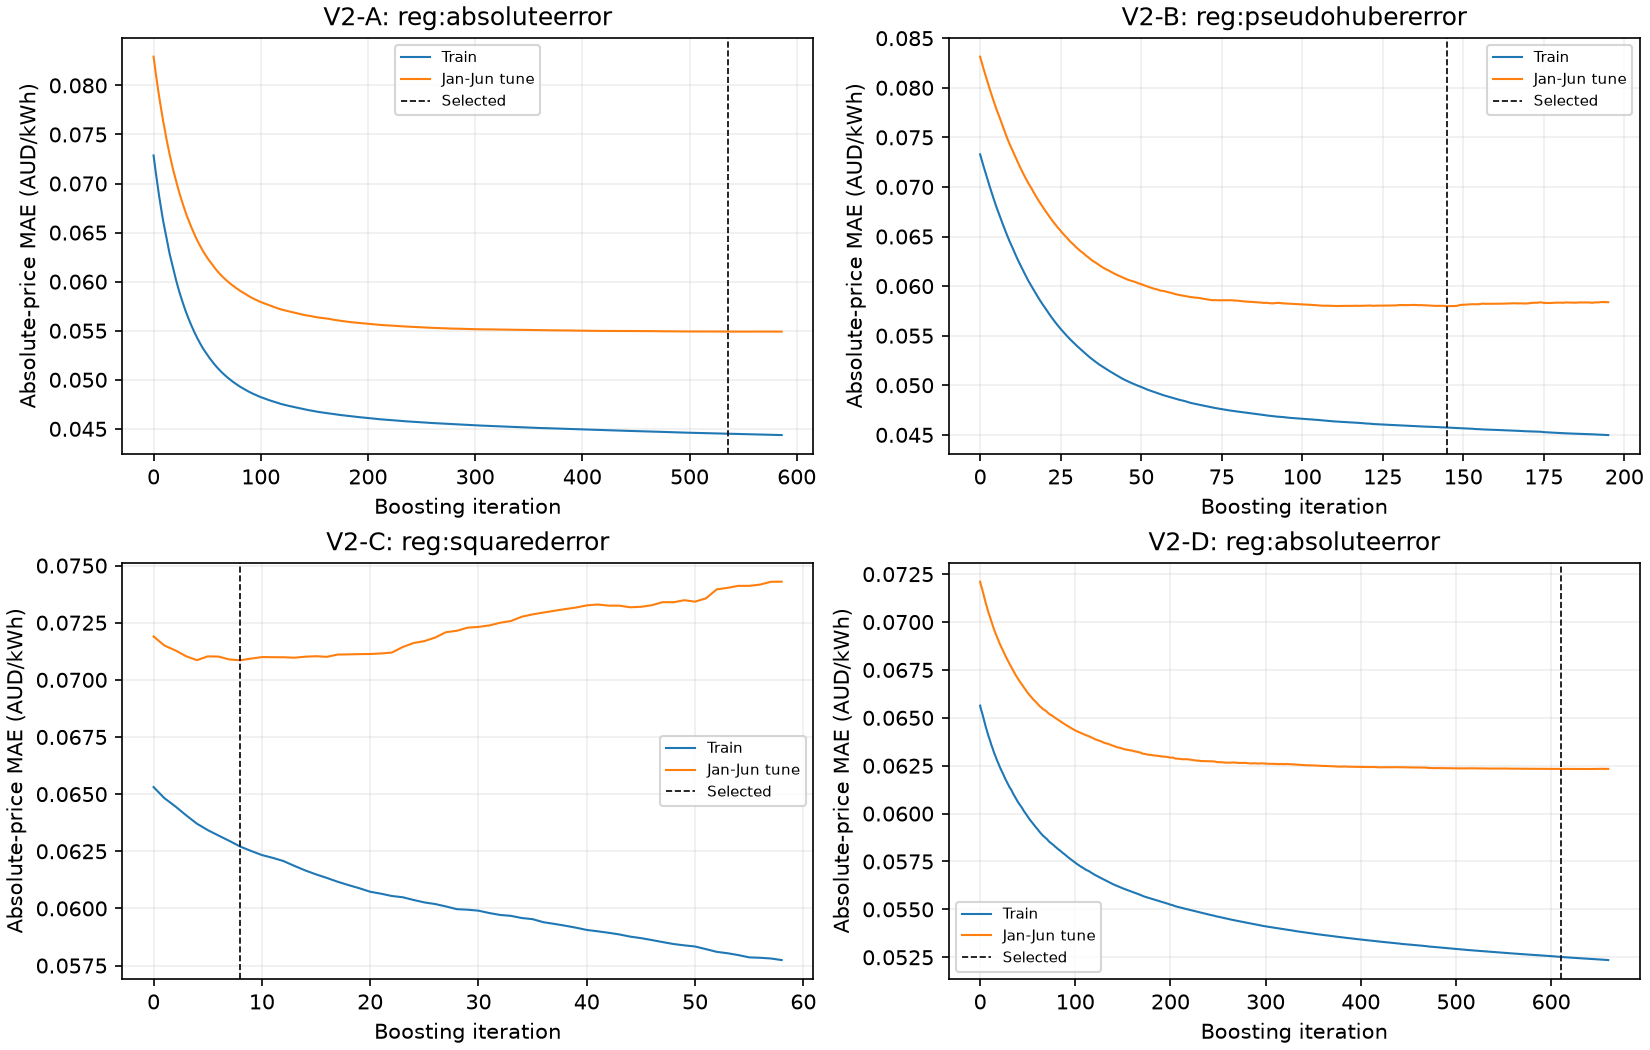 V2-A: reg:absoluteerror
Absolute-price MAE (AUD/kWh)
0.080
0.075
0.070
0.065
0.060
0.055
0.050
0.045
Train
Jan-Jun tune
Selected
0 100 200 300 400 500 600
Boosting iteration
V2-B: reg:pseudohubererror
Absolute-price MAE (AUD/kWh)
0.085
0.080
0.075
0.070
0.065
0.060
0.055
0.050
0.045
Train
Jan-Jun tune
Selected
0 25 50 75 100 125 150 175 200
Boosting iteration
V2-C: reg:squarederror
Absolute-price MAE (AUD/kWh)
0.0750
0.0725
0.0700
0.0675
0.0650
0.0625
0.0600
0.0575
Train
Jan-Jun tune
Selected
0 10 20 30 40 50 60
Boosting iteration
V2-D: reg:absoluteerror
Absolute-price MAE (AUD/kWh)
0.0725
0.0700
0.0675
0.0650
0.0625
0.0600
0.0575
0.0550
0.0525
Train
Jan-Jun tune
Selected
0 100 200 300 400 500 600
Boosting iteration